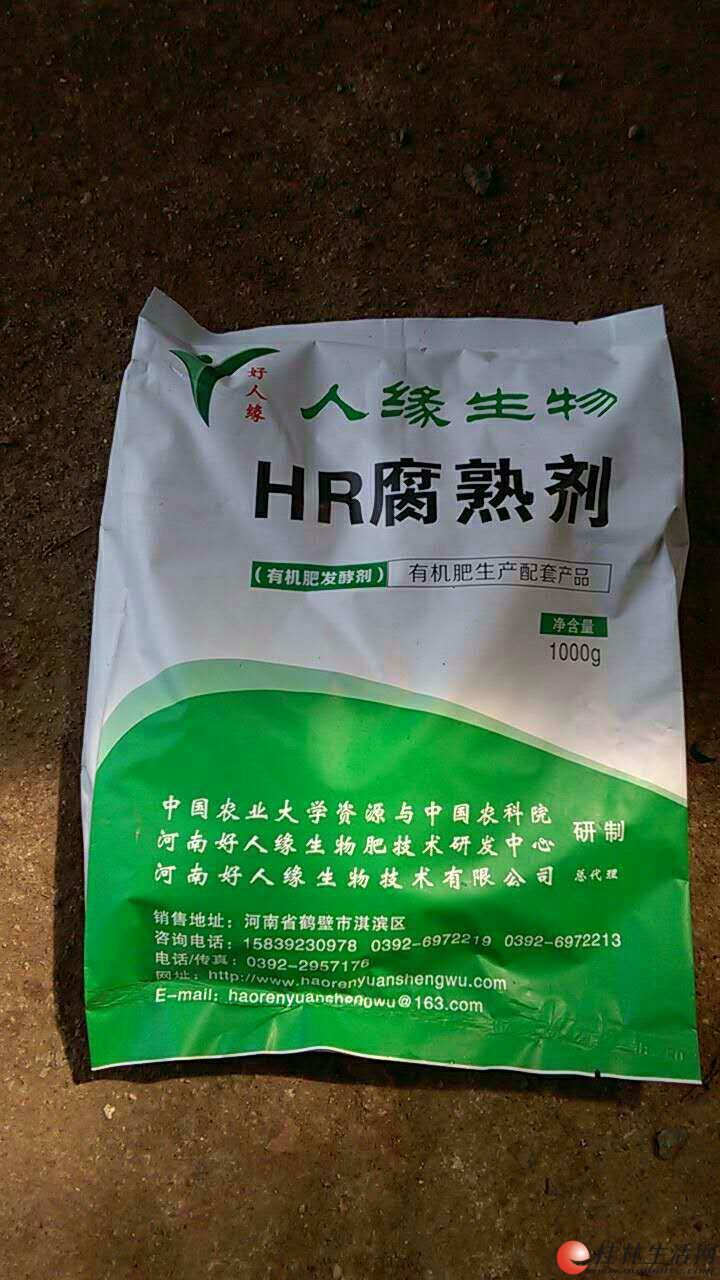 好人缘
人缘生物
HR腐熟剂
（有机肥发酵剂） 有机肥生产配套产品
净含量
1000g
中国农业大学资源与中国农科院
河南好人缘生物肥技术研发中心 研制
河南好人缘生物技术有限公司 总代理
销售地址：河南省鹤壁市淇滨区
咨询电话：15839230978 0392-6972219 0392-6972213
电话/传真：0392-2957176
网址：http://www.haorenyuanshengwu.com
E-mail：haorenyuanshengwu@163.com
桂林生活网